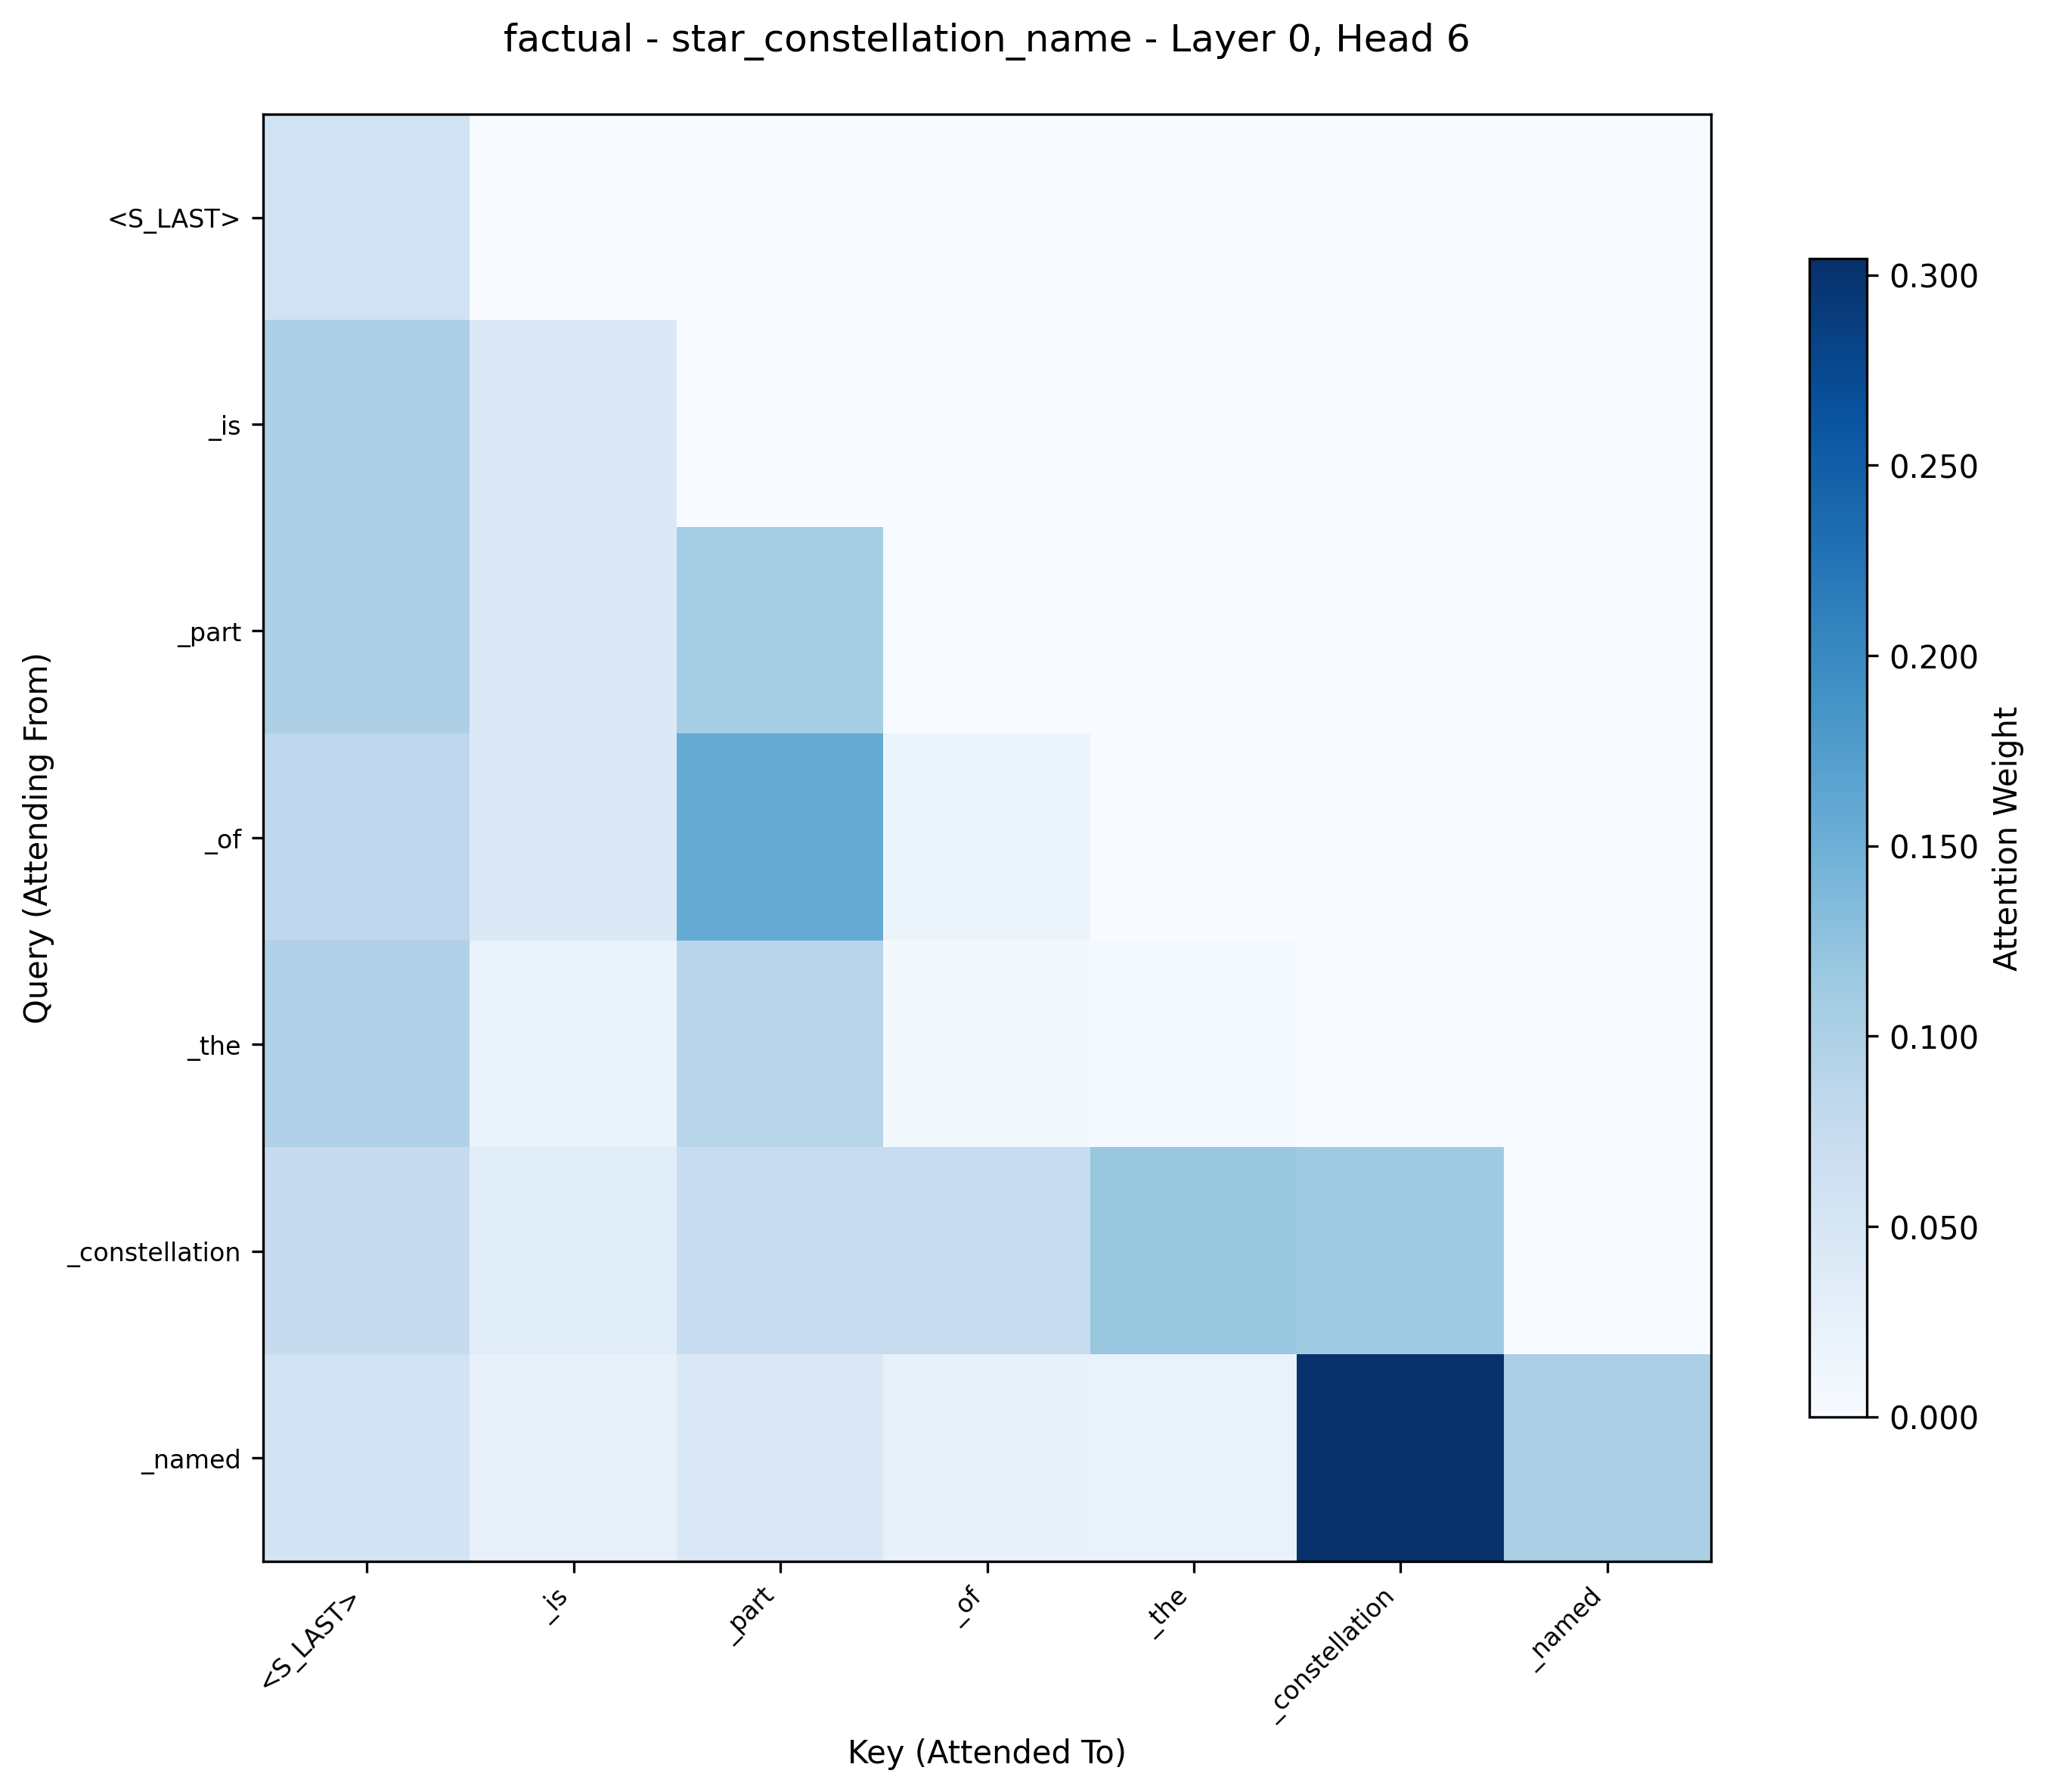 factual - star_constellation_name - Layer 0, Head 6
Query (Attending From)
<S_LAST>
_is
_part
_of
_the
_constellation
_named
<S_LAST>
_is
_part
_of
_the
_constellation
_named
Key (Attended To)
0.300
0.250
0.200
0.150
0.100
0.050
0.000
Attention Weight